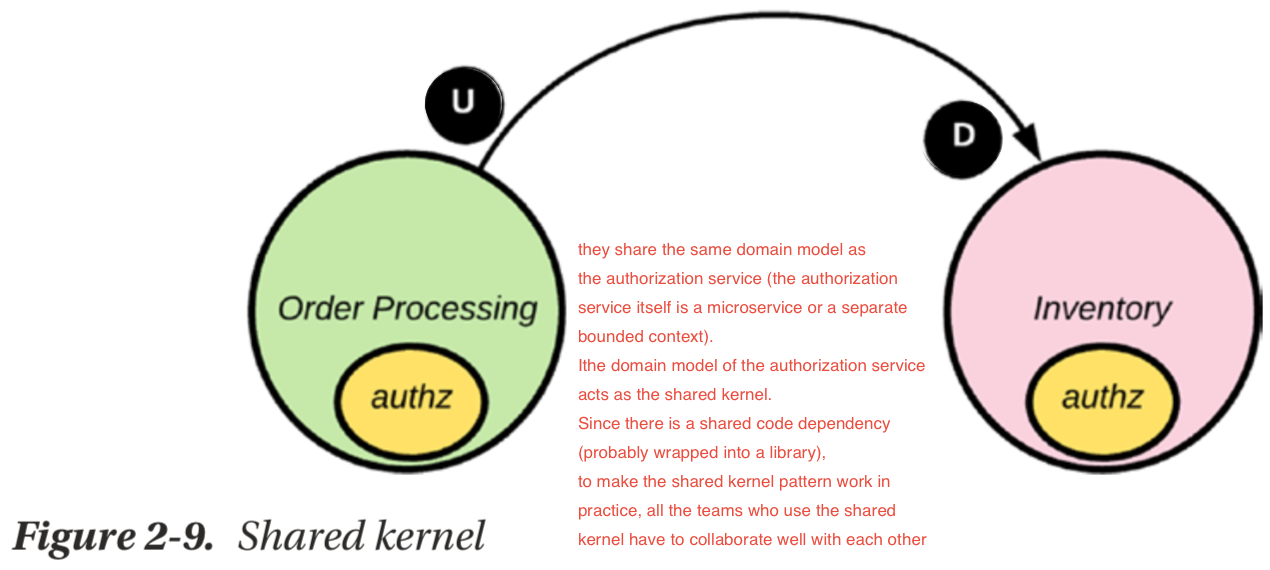 U
D
Order Processing
authz
they share the same domain model as
the authorization service (the authorization
service itself is a microservice or a separate
bounded context).
Ithe domain model of the authorization service
acts as the shared kernel.
Since there is a shared code dependency
(probably wrapped into a library),
to make the shared kernel pattern work in
practice, all the teams who use the shared
kernel have to collaborate well with each other
Inventory
authz
Figure 2-9. Shared kernel